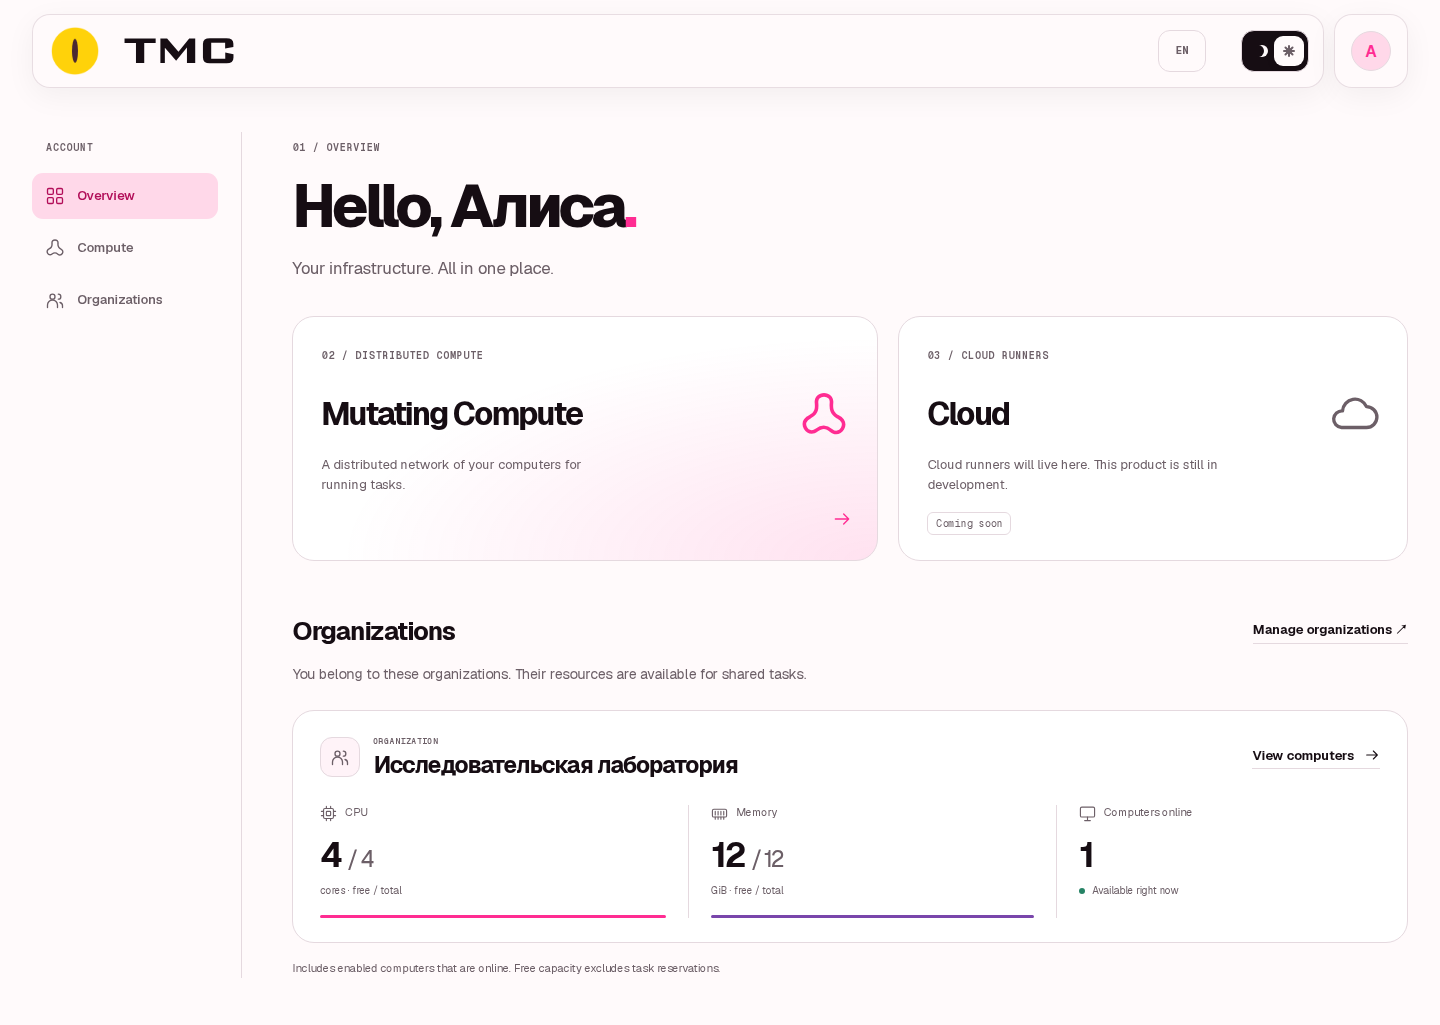 TMC
EN
A
ACCOUNT
Overview
Compute
Organizations
01 / OVERVIEW
Hello, Алиса.
Your infrastructure. All in one place.
02 / DISTRIBUTED COMPUTE
Mutating Compute
A distributed network of your computers for
running tasks.
03 / CLOUD RUNNERS
Cloud
Cloud runners will live here. This product is still in
development.
Coming soon
Organizations
Manage organizations ↗
You belong to these organizations. Their resources are available for shared tasks.
ORGANIZATION
Исследовательская лаборатория
View computers →
CPU
4 / 4
cores · free / total
Memory
12 / 12
GiB · free / total
Computers online
1
Available right now
Includes enabled computers that are online. Free capacity excludes task reservations.